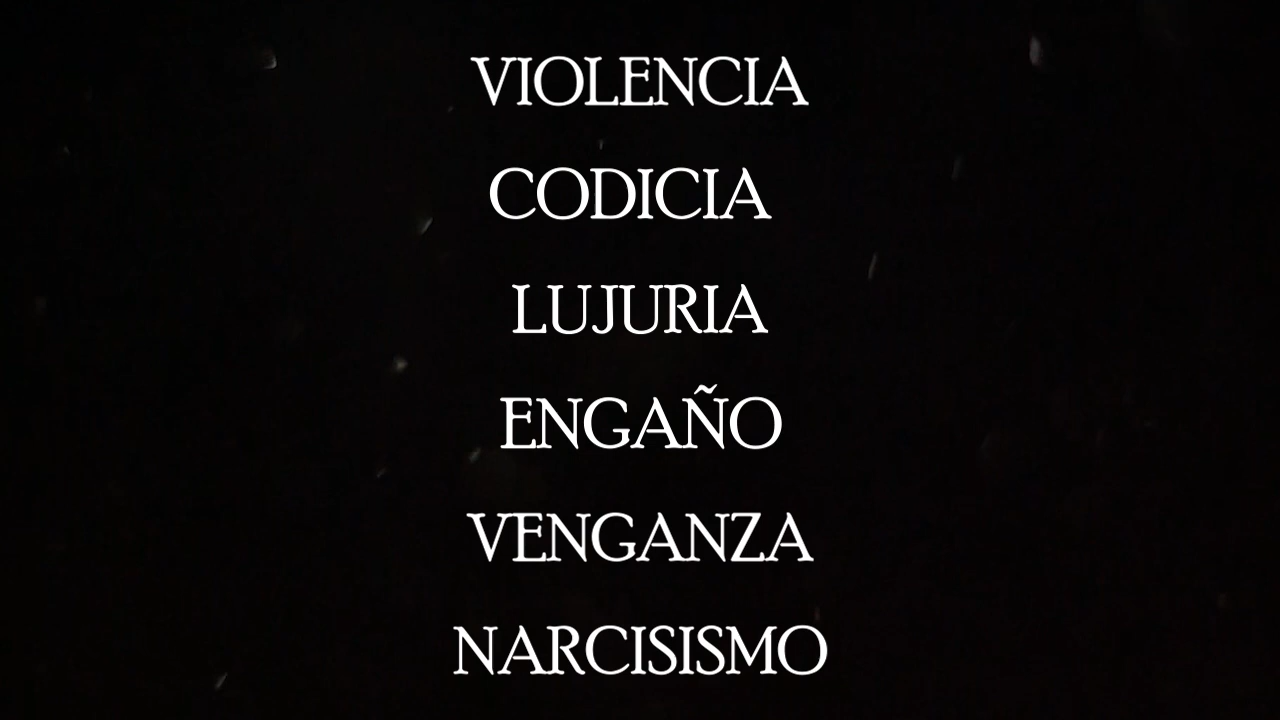 VIOLENCIA
CODICIA
LUJURIA
ENGAÑO
VENGANZA
NARCISISMO